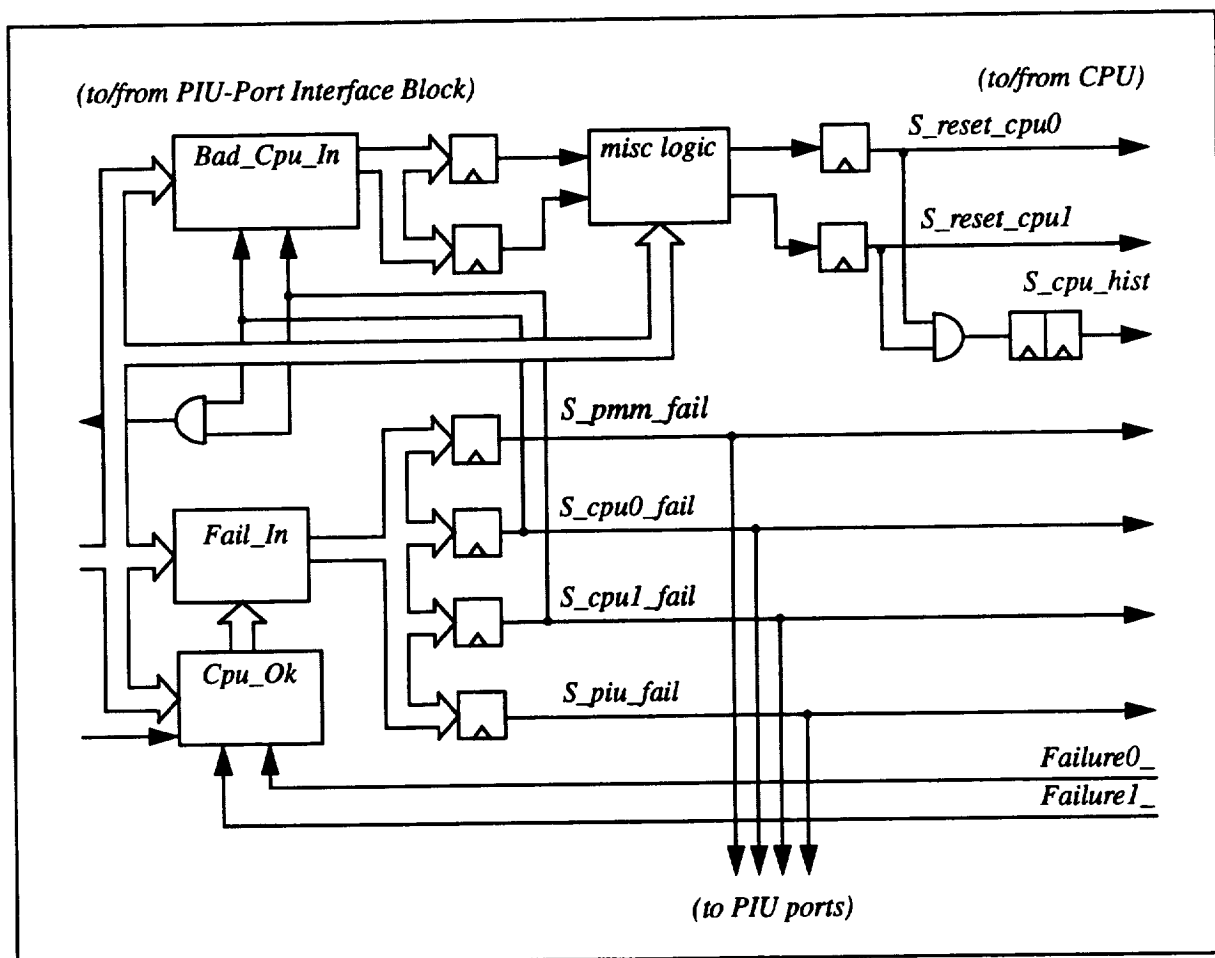 (to/from PIU-Port Interface Block)
(to/from CPU)
Bad_Cpu_In
misc logic
S_reset_cpu0
S_reset_cpu1
S_cpu_hist
S_pmm_fail
Fail_In
S_cpu0_fail
S_cpu1_fail
Cpu_Ok
S_piu_fail
Failure0_
Failure1_
(to PIU ports)